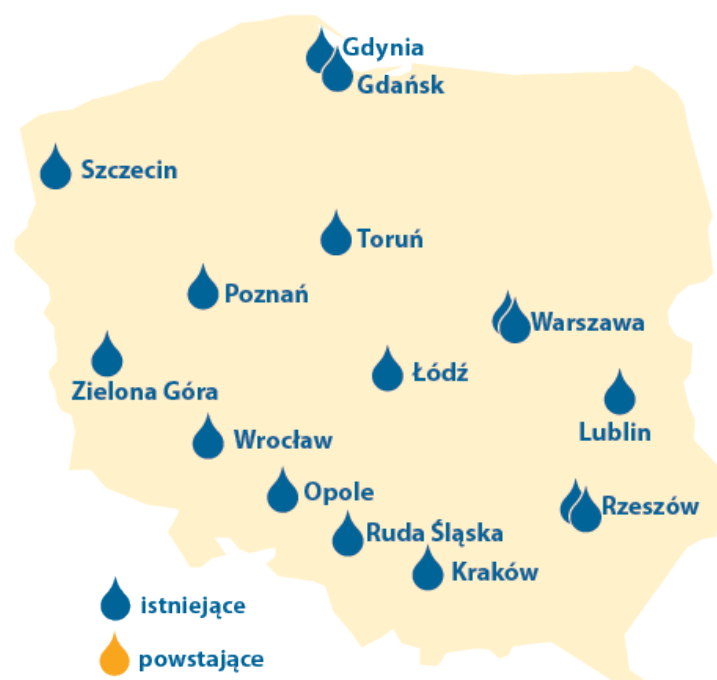 Gdynia
Gdańsk
Szczecin
Toruń
Poznań
Warszawa
Łódź
Zielona Góra
Lublin
Wrocław
Opole
Rzeszów
Ruda Śląska
Kraków
istniejące
powstające